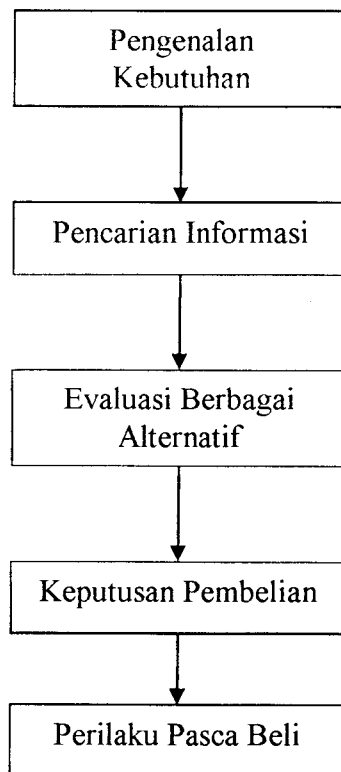 Pengenalan
Kebutuhan
Pencarian Informasi
Evaluasi Berbagai
Alternatif
Keputusan Pembelian
Perilaku Pasca Beli